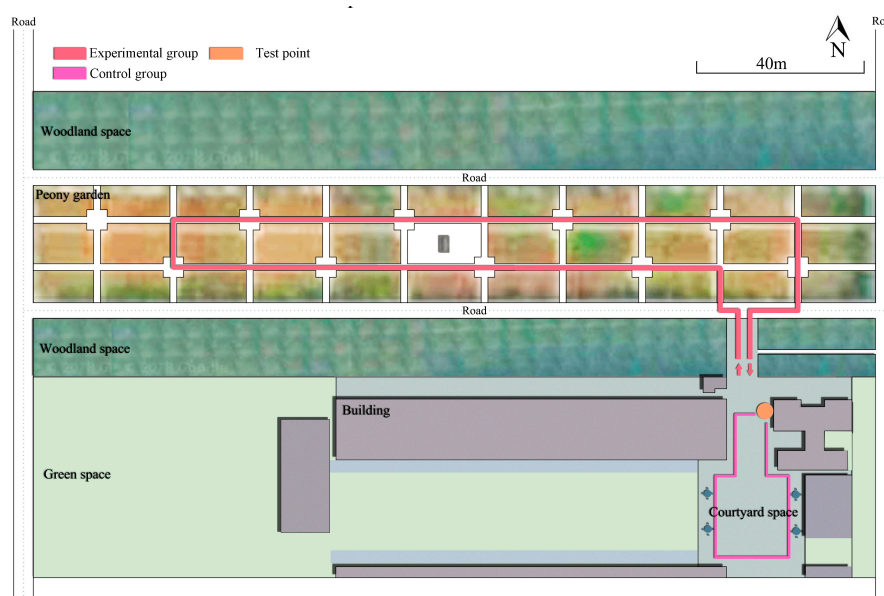 Road
Ro
Experimental group
Test point
Control group
N
40m
Woodland space
Road
Peony garden
Road
Woodland space
Building
Green space
Courtyard space